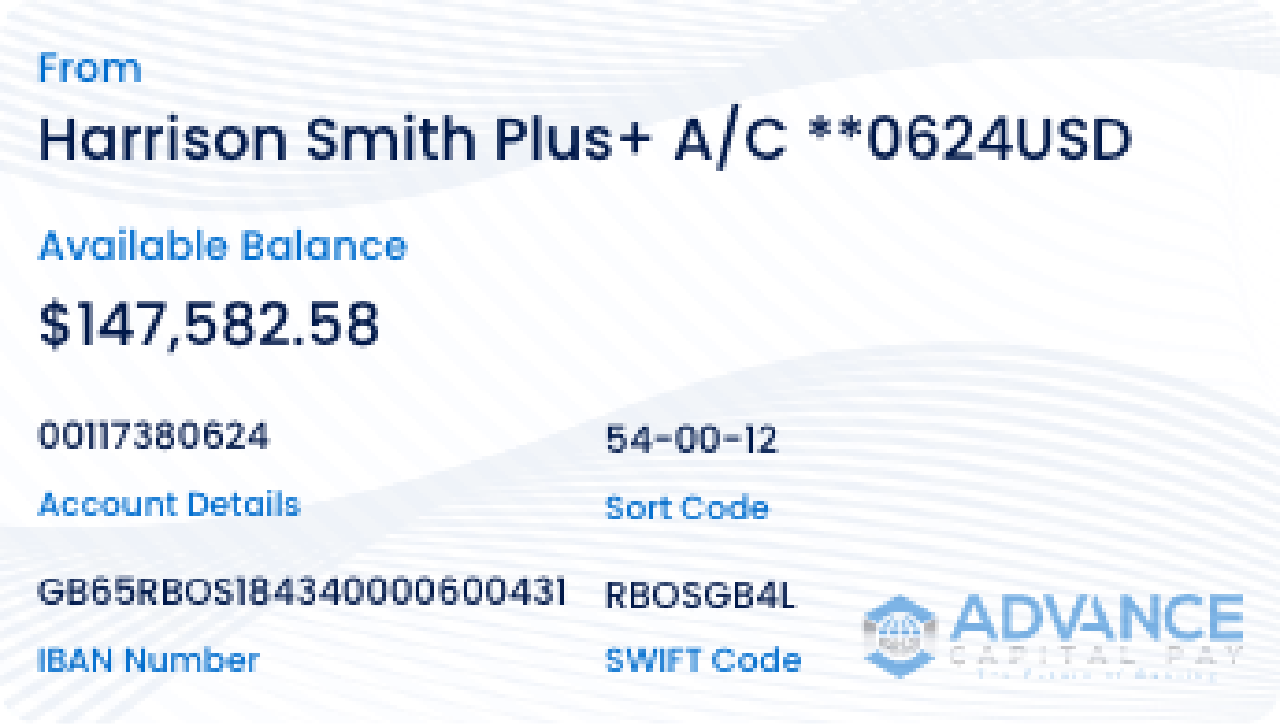 From
Harrison Smith Plus+ A/C **0624USD
Available Balance
$147,582.58
00117380624
54-00-12
Account Details
Sort Code
GB65RBOS184340000600431
RBOSGB4L
IBAN Number
SWIFT Code
ADVANCE
CAPITAL PAY